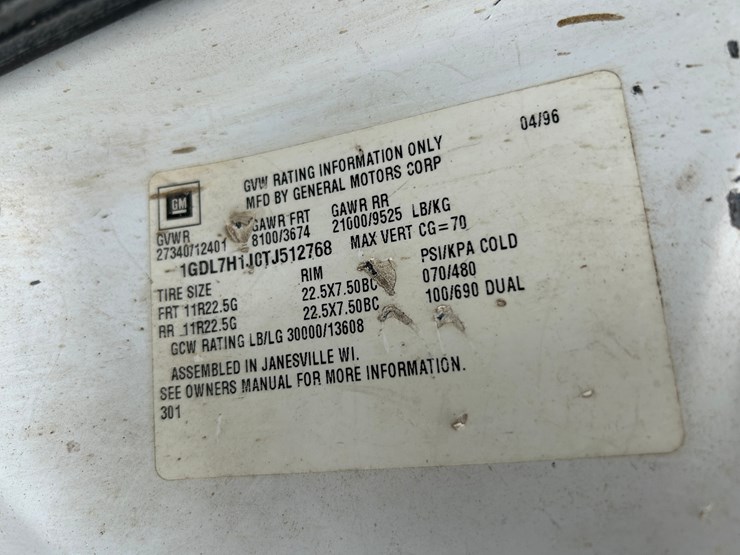 04/96
GVW RATING INFORMATION ONLY
MFD BY GENERAL MOTORS CORP
GM
GVWR GAWR FRT GAWR RR
27340/12401 8100/3674 21000/9525 LB/KG
1GDL7H1J0TJ512768 MAX VERT CG=70
TIRE SIZE RIM PSI/KPA COLD
FRT 11R22.5G 22.5X7.50BC 070/480
RR 11R22.5G 22.5X7.50BC 100/690 DUAL
GCW RATING LB/LG 30000/13608
ASSEMBLED IN JANESVILLE WI.
SEE OWNERS MANUAL FOR MORE INFORMATION.
301